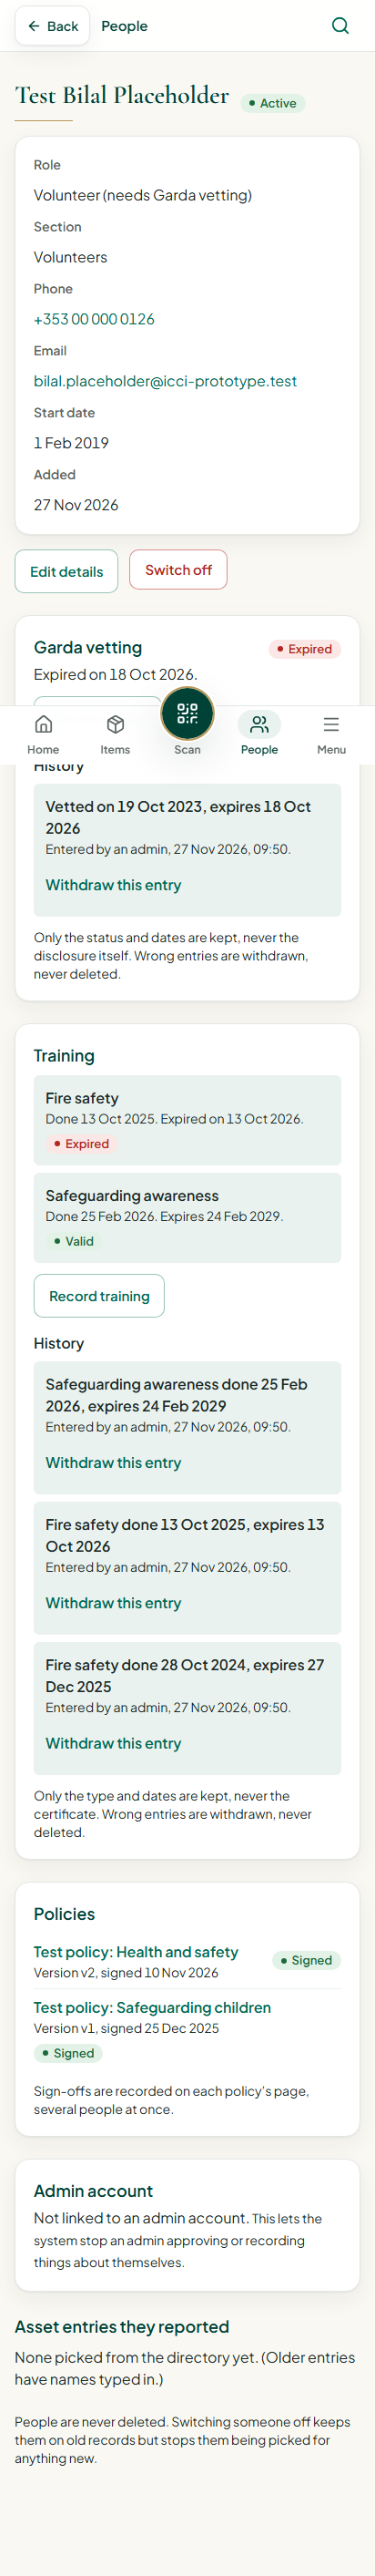 Back
People
Test Bilal Placeholder
Active
Role
Volunteer (needs Garda vetting)
Section
Volunteers
Phone
+353 00 000 0126
Email
bilal.placeholder@icci-prototype.test
Start date
1 Feb 2019
Added
27 Nov 2026
Edit details
Switch off
Garda vetting
Expired
Expired on 18 Oct 2026.
Home
Items
Scan
People
Menu
History
Vetted on 19 Oct 2023, expires 18 Oct
2026
Entered by an admin, 27 Nov 2026, 09:50.
Withdraw this entry
Only the status and dates are kept, never the
disclosure itself. Wrong entries are withdrawn,
never deleted.
Training
Fire safety
Done 13 Oct 2025. Expired on 13 Oct 2026.
Expired
Safeguarding awareness
Done 25 Feb 2026. Expires 24 Feb 2029.
Valid
Record training
History
Safeguarding awareness done 25 Feb
2026, expires 24 Feb 2029
Entered by an admin, 27 Nov 2026, 09:50.
Withdraw this entry
Fire safety done 13 Oct 2025, expires 13
Oct 2026
Entered by an admin, 27 Nov 2026, 09:50.
Withdraw this entry
Fire safety done 28 Oct 2024, expires 27
Dec 2025
Entered by an admin, 27 Nov 2026, 09:50.
Withdraw this entry
Only the type and dates are kept, never the
certificate. Wrong entries are withdrawn, never
deleted.
Policies
Test policy: Health and safety
Version v2, signed 10 Nov 2026
Signed
Test policy: Safeguarding children
Version v1, signed 25 Dec 2025
Signed
Sign-offs are recorded on each policy's page,
several people at once.
Admin account
Not linked to an admin account. This lets the
system stop an admin approving or recording
things about themselves.
Asset entries they reported
None picked from the directory yet. (Older entries
have names typed in.)
People are never deleted. Switching someone off keeps
them on old records but stops them being picked for
anything new.